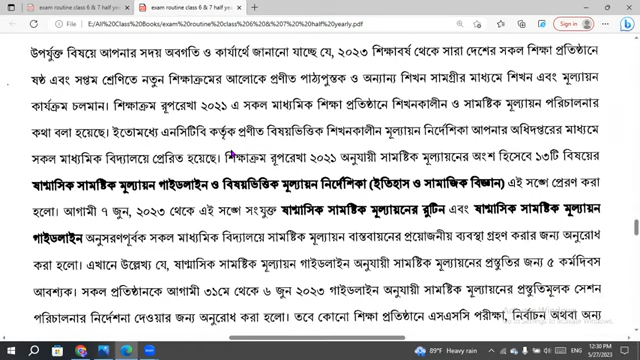 exam routine class 6 & 7 half year
exam routine class 6 & 7 half year
E:/All Class Books/exam routine%20class%206%20&%207%20%20half%20yearly.pdf
উপর্যুক্ত বিষয়ে আপনার সদয় অবগতি ও কার্যার্থে জানানো যাচ্ছে যে, ২০২৩ শিক্ষাবর্ষ থেকে সারা দেশের সকল শিক্ষা প্রতিষ্ঠানে
ষষ্ঠ এবং সপ্তম শ্রেণিতে নতুন শিক্ষাক্রমের আলোকে প্রণীত পাঠ্যপুস্তক ও অন্যান্য শিখন সামগ্রীর মাধ্যমে শিখন এবং মূল্যায়ন
কার্যক্রম চলমান। শিক্ষাক্রম রূপরেখা ২০২১ এ সকল মাধ্যমিক শিক্ষা প্রতিষ্ঠানে শিখনকালীন ও সামষ্টিক মূল্যায়ন পরিচালনার
কথা বলা হয়েছে। ইতোমধ্যে এনসিটিবি কর্তৃক প্রণীত বিষয়ভিত্তিক শিখনকালীন মূল্যায়ন নির্দেশিকা আপনার অধিদপ্তরের মাধ্যমে
সকল মাধ্যমিক বিদ্যালয়ে প্রেরিত হয়েছে। শিক্ষাক্রম রূপরেখা ২০২১ অনুযায়ী সামষ্টিক মূল্যায়নের অংশ হিসেবে ১৩টি বিষয়ের
ষাণ্মাসিক সামষ্টিক মূল্যায়ন গাইডলাইন ও বিষয়ভিত্তিক মূল্যায়ন নির্দেশিকা (ইতিহাস ও সামাজিক বিজ্ঞান) এই সঙ্গে প্রেরণ করা
হলো। আগামী ৭ জুন, ২০২৩ থেকে এই সঙ্গে সংযুক্ত ষাণ্মাসিক সামষ্টিক মূল্যায়নের রুটিন এবং ষাণ্মাসিক সামষ্টিক মূল্যায়ন
গাইডলাইন অনুসরণপূর্বক সকল মাধ্যমিক বিদ্যালয়ে সামষ্টিক মূল্যায়ন বাস্তবায়নের প্রয়োজনীয় ব্যবস্থা গ্রহণ করার জন্য অনুরোধ
করা হলো। এখানে উল্লেখ্য যে, ষাণ্মাসিক সামষ্টিক মূল্যায়ন গাইডলাইন অনুযায়ী সামষ্টিক মূল্যায়নের প্রস্তুতির জন্য ৫ কর্মদিবস
আবশ্যক। সকল প্রতিষ্ঠানকে আগামী ৩১মে থেকে ৬ জুন ২০২৩ গাইডলাইন অনুযায়ী সামষ্টিক মূল্যায়নের প্রস্তুতিমূলক সেশন
পরিচালনার নির্দেশনা দেওয়ার জন্য অনুরোধ করা হলো। তবে কোনো শিক্ষা প্রতিষ্ঠানে এসএসসি পরীক্ষা, নির্বাচন অথবা অন্য
89°F Heavy rain
12:30 PM
5/27/2023